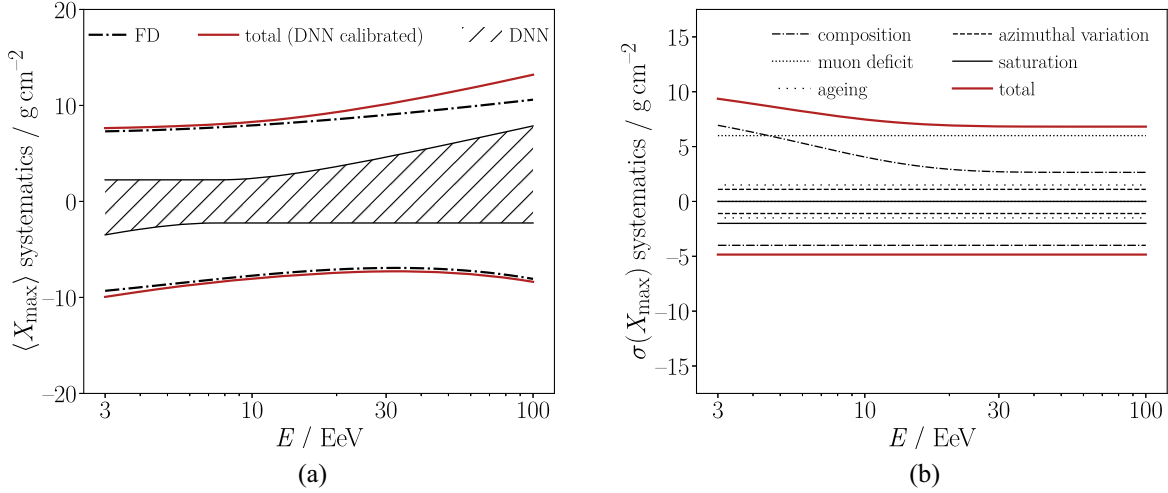 20
10
0
−10
−20
3
10
30
100
FD
total (DNN calibrated)
DNN
⟨Xmax⟩ systematics / g cm−2
E / EeV
(a)
15
10
5
0
−5
−10
−15
3
10
30
100
composition
muon deficit
ageing
azimuthal variation
saturation
total
σ(Xmax) systematics / g cm−2
E / EeV
(b)